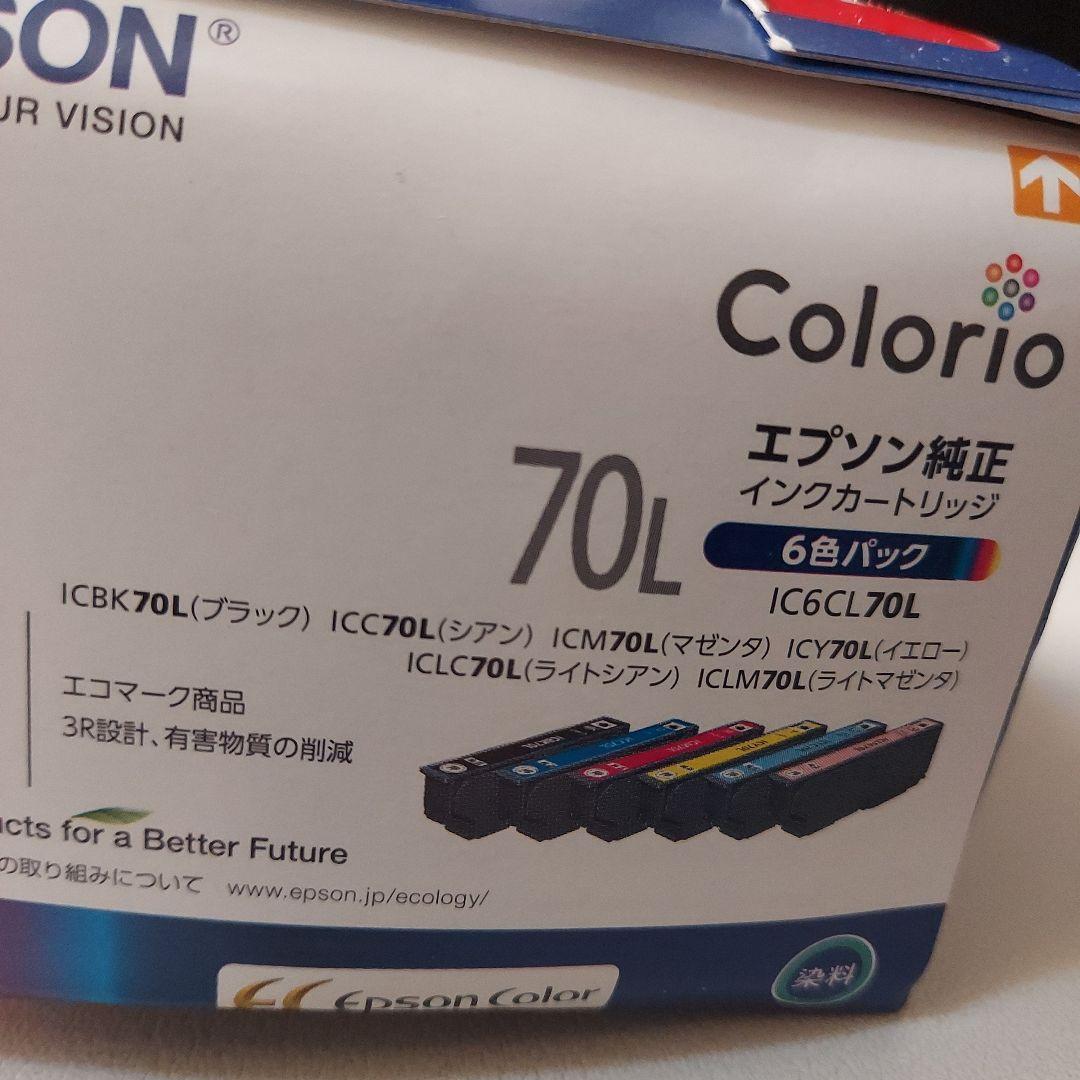 SON®
UR VISION
Colorio
エプソン純正
インクカートリッジ
70L
6色パック
IC6CL70L
ICBK70L(ブラック) ICC70L(シアン) ICM70L(マゼンタ) ICY70L(イエロー)
ICLC70L(ライトシアン) ICLM70L(ライトマゼンタ)
エコマーク商品
3R設計、有害物質の削減
ucts for a Better Future
の取り組みについて www.epson.jp/ecology/
Epson Color
染料